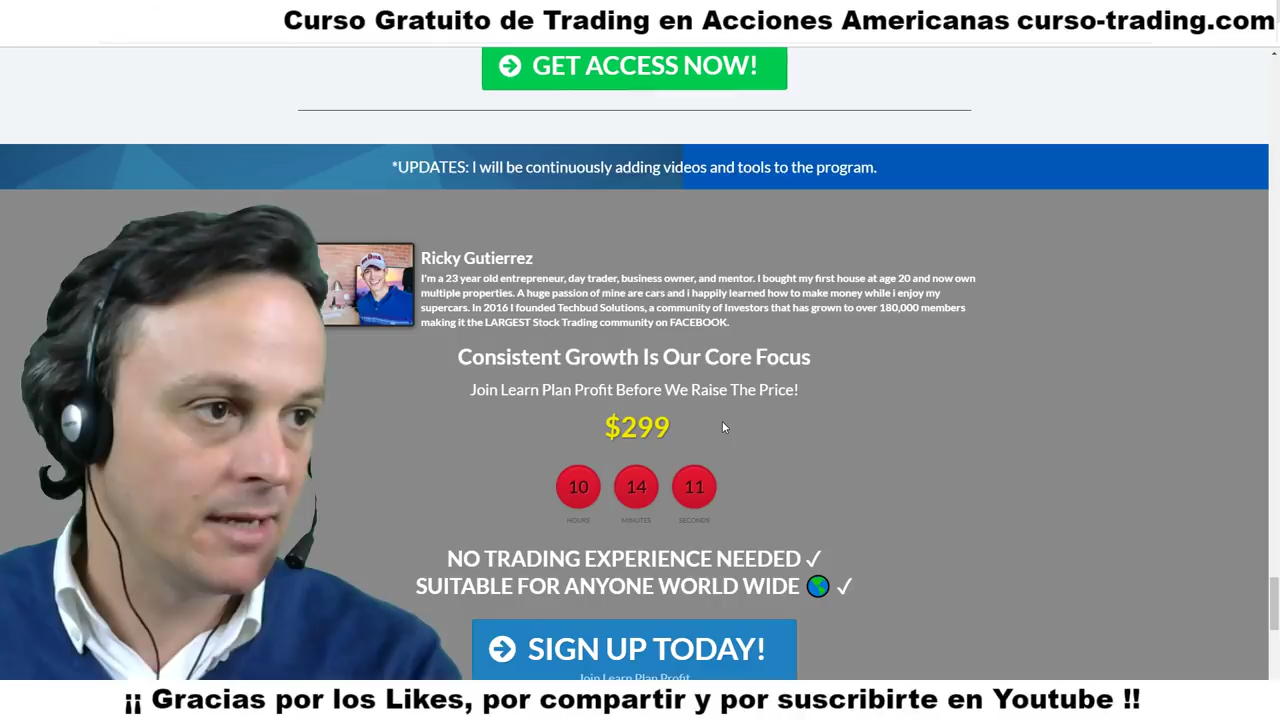 Curso Gratuito de Trading en Acciones Americanas curso-trading.com
GET ACCESS NOW!
*UPDATES: I will be continuously adding videos and tools to the program.
Ricky Gutierrez
I'm a 23 year old entrepreneur, day trader, business owner, and mentor. I bought my first house at age 20 and now own
multiple properties. A huge passion of mine are cars and i happily learned how to make money while i enjoy my
supercars. In 2016 I founded Techbud Solutions, a community of Investors that has grown to over 180,000 members
making it the LARGEST Stock Trading community on FACEBOOK.
Consistent Growth Is Our Core Focus
Join Learn Plan Profit Before We Raise The Price!
$299
10 14 11
HOURS MINUTES SECONDS
NO TRADING EXPERIENCE NEEDED ✓
SUITABLE FOR ANYONE WORLD WIDE 🌎 ✓
SIGN UP TODAY!
Join Learn Plan Profit
¡¡ Gracias por los Likes, por compartir y por suscribirte en Youtube !!